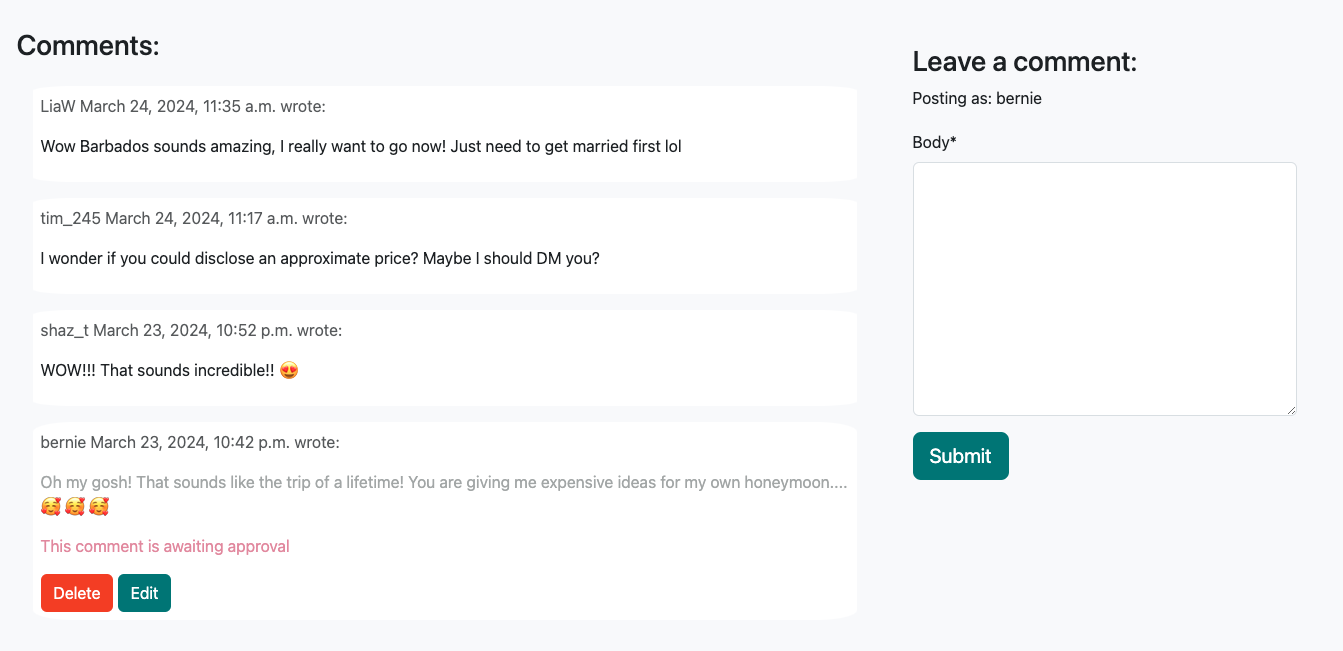 Comments:
LiaW March 24, 2024, 11:35 a.m. wrote:
Wow Barbados sounds amazing, I really want to go now! Just need to get married first lol
tim_245 March 24, 2024, 11:17 a.m. wrote:
I wonder if you could disclose an approximate price? Maybe I should DM you?
shaz_t March 23, 2024, 10:52 p.m. wrote:
WOW!!! That sounds incredible!! 😍
bernie March 23, 2024, 10:42 p.m. wrote:
Oh my gosh! That sounds like the trip of a lifetime! You are giving me expensive ideas for my own honeymoon....
🥰 🥰 🥰
This comment is awaiting approval
Delete Edit
Leave a comment:
Posting as: bernie
Body*
Submit